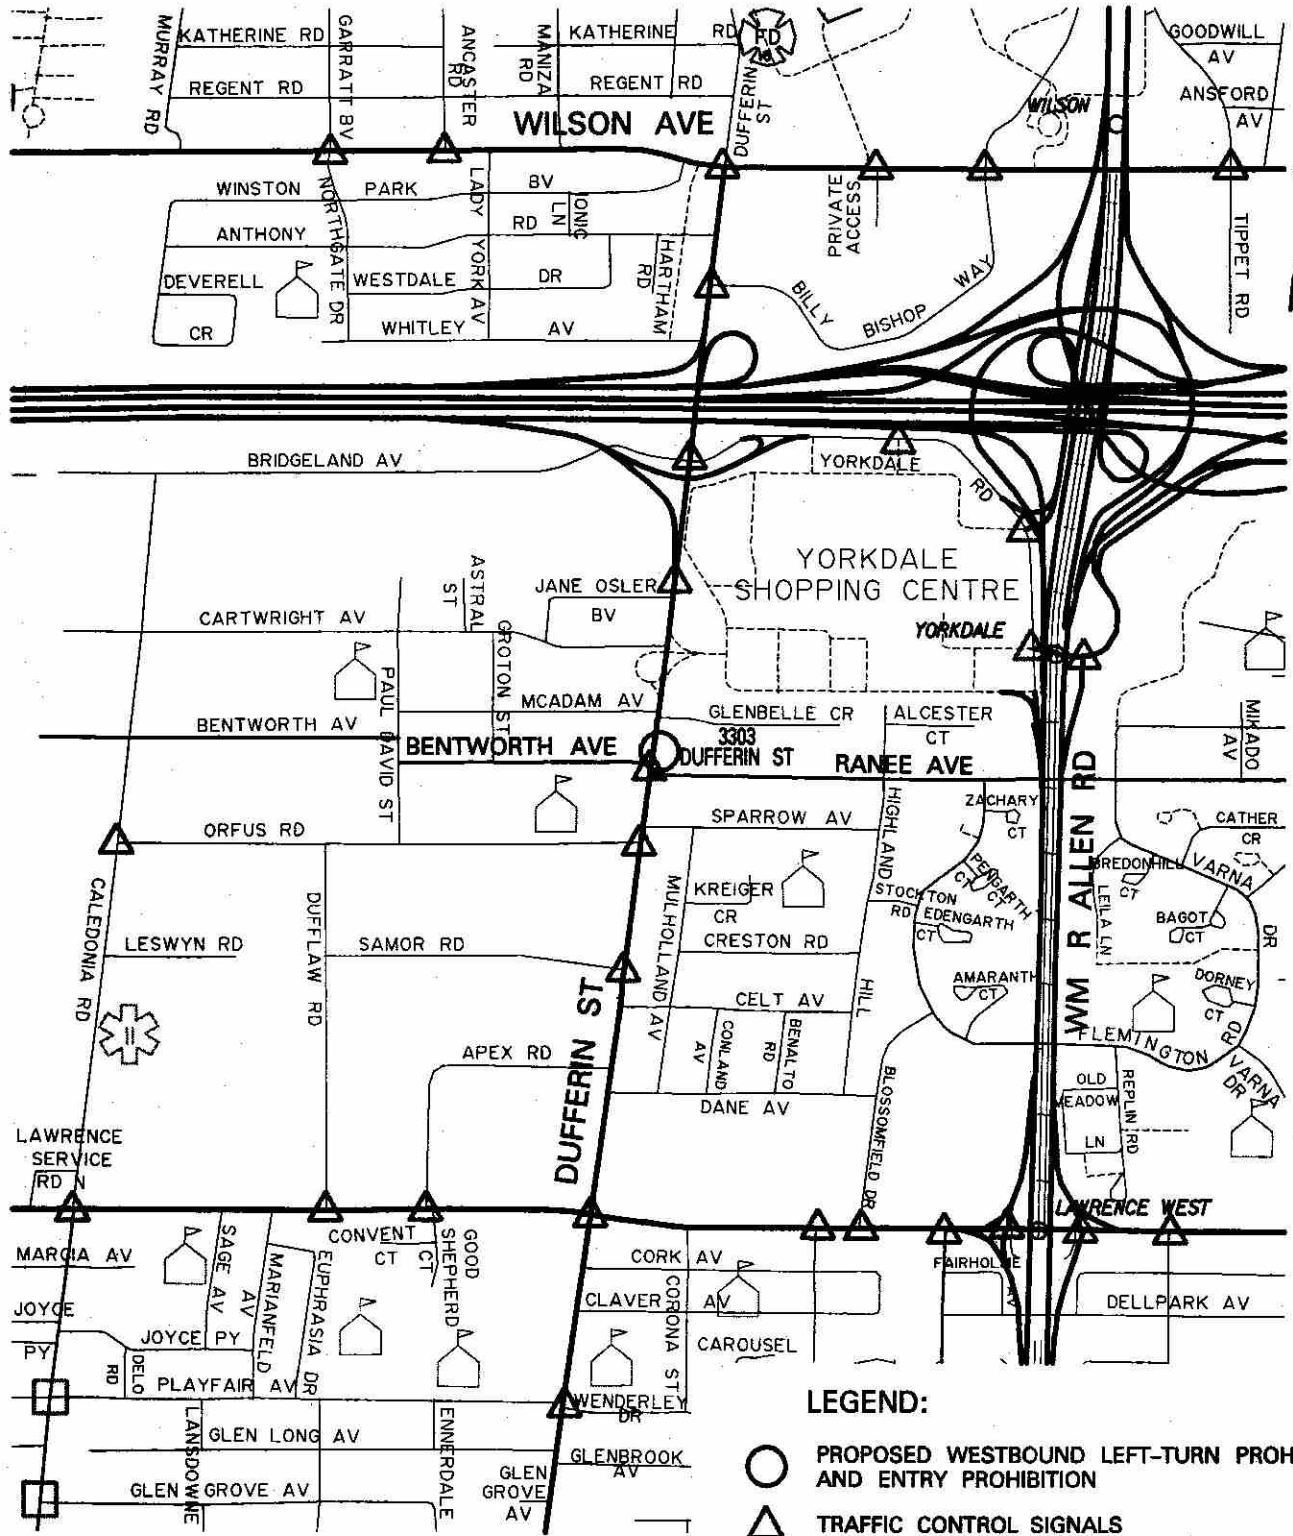 KATHERINE RD
KATHERINE RD
GOODWILL
AV
MURRAY RD
GARRATT BV
ANCASTER
RD
MANIZA
RD
DUFFERIN
ST
FD
REGENT RD
REGENT RD
WILSON
ANSFORD
AV
WILSON AVE
WINSTON PARK BV
NORTHGATE DR
LADY YORK AV
IONIC
LN
PRIVATE
ACCESS
TIPPET RD
ANTHONY RD
HARTHAM
RD
DEVERELL
CR
WESTDALE DR
WHITLEY AV
BILLY BISHOP WAY
BRIDGELAND AV
YORKDALE RD
YORKDALE
SHOPPING CENTRE
ASTRAL
ST
JANE OSLER
BV
CARTWRIGHT AV
GROTON ST
YORKDALE
PAUL DAVID ST
MCADAM AV
GLENBELLE CR
ALCESTER
CT
MIKADO
AV
BENTWORTH AV
BENTWORTH AVE
3303
DUFFERIN ST
RANEE AVE
WM R ALLEN RD
ZACHARY
CT
ORFUS RD
SPARROW AV
HIGHLAND HILL
CATHER
CR
PENGARTH
CT
CT
BREDONHILL
CT
VARNA DR
CALEDONIA RD
DUFFLAW RD
MULHOLLAND AV
KREIGER
CR
STOCKTON
RD
EDENGARTH
CT
LEILA LN
BAGOT
CT
LESWYN RD
SAMOR RD
CRESTON RD
AMARANTH
CT
DORNEY
CT
DUFFERIN ST
CELT AV
CONLAND
AV
BENALTO
RD
FLEMINGTON RD
APEX RD
DANE AV
BLOSSOMFIELD DR
OLD
MEADOW
LN
REPLIN RD
VARNA
DR
LAWRENCE
SERVICE
RD N
LAWRENCE WEST
MARCIA AV
SAGE AV
MARIANFELD
AV
EUPHRASIA DR
CONVENT
CT
CT
GOOD
SHEPHERD
CORK AV
CORONA ST
FAIRHOLME
AV
JOYCE
PY
CLAVER AV
DELLPARK AV
JOYCE PY
DELO
RD
CAROUSEL
PLAYFAIR AV
WENDERLEY
DR
LANSDOWNE
GLEN LONG AV
ENNERDALE
GLENBROOK
AV
GLEN GROVE AV
GLEN
GROVE
AV
LEGEND:
PROPOSED WESTBOUND LEFT-TURN PROH
AND ENTRY PROHIBITION
TRAFFIC CONTROL SIGNALS